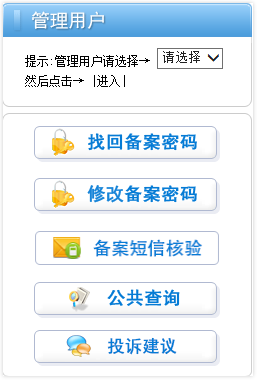 管理用户
提示:管理用户请选择→ 请选择
然后点击→ |进入|
找回备案密码
修改备案密码
备案短信核验
公共查询
投诉建议